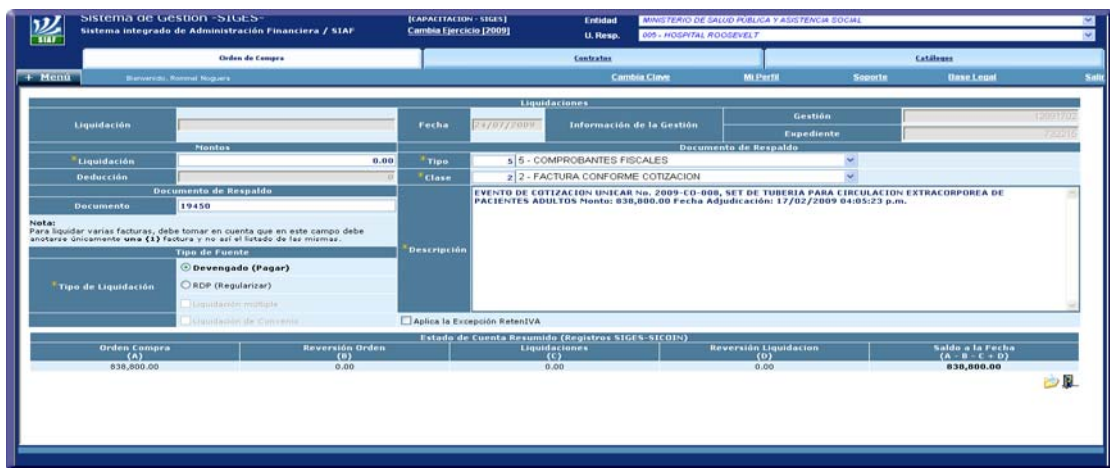 Sistema de Gestión -SIGES-
Sistema integrado de Administración Financiera / SIAF
SIAF
[CAPACITACION - SIGES]
Cambia Ejercicio [2009]
Entidad MINISTERIO DE SALUD PÚBLICA Y ASISTENCIA SOCIAL
U. Resp. 005 - HOSPITAL ROOSEVELT
Orden de Compra Contratos Catálogos
+ Menú Bienvenido, Rommel Noguera Cambia Clave Mi Perfil Soporte Base Legal Salir
Liquidaciones
Liquidación Fecha 24/07/2009 Información de la Gestión Gestión 12091702
Expediente
Montos Documento de Respaldo
*Liquidación 0.00 *Tipo 5 5 - COMPROBANTES FISCALES
Deducción 0 *Clase 2 2 - FACTURA CONFORME COTIZACION
Documento de Respaldo
Documento 19450
*Descripción EVENTO DE COTIZACION UNICAR No. 2009-CO-008, SET DE TUBERIA PARA CIRCULACION EXTRACORPOREA DE
PACIENTES ADULTOS Monto: 838,800.00 Fecha Adjudicación: 17/02/2009 04:05:23 p.m.
Nota:
Para liquidar varias facturas, debe tomar en cuenta que en este campo debe
anotarse únicamente una (1) factura y no así el listado de las mismas.
Tipo de Fuente
*Tipo de Liquidación Devengado (Pagar)
RDP (Regularizar)
Liquidación múltiple
Liquidación de Convenio
Aplica la Excepción RetenIVA
Estado de Cuenta Resumido (Registros SIGES-SICOIN)
Orden Compra Reversión Orden Liquidaciones Reversión Liquidacion Saldo a la Fecha
(A) (B) (C) (D) (A - B - C + D)
838,800.00 0.00 0.00 0.00 838,800.00